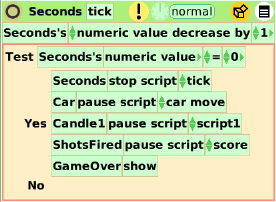 Seconds tick ! normal
Seconds's numeric value decrease by 1
Test Seconds's numeric value = 0
Seconds stop script tick
Car pause script car move
Yes Candle1 pause script script1
ShotsFired pause script score
GameOver show
No